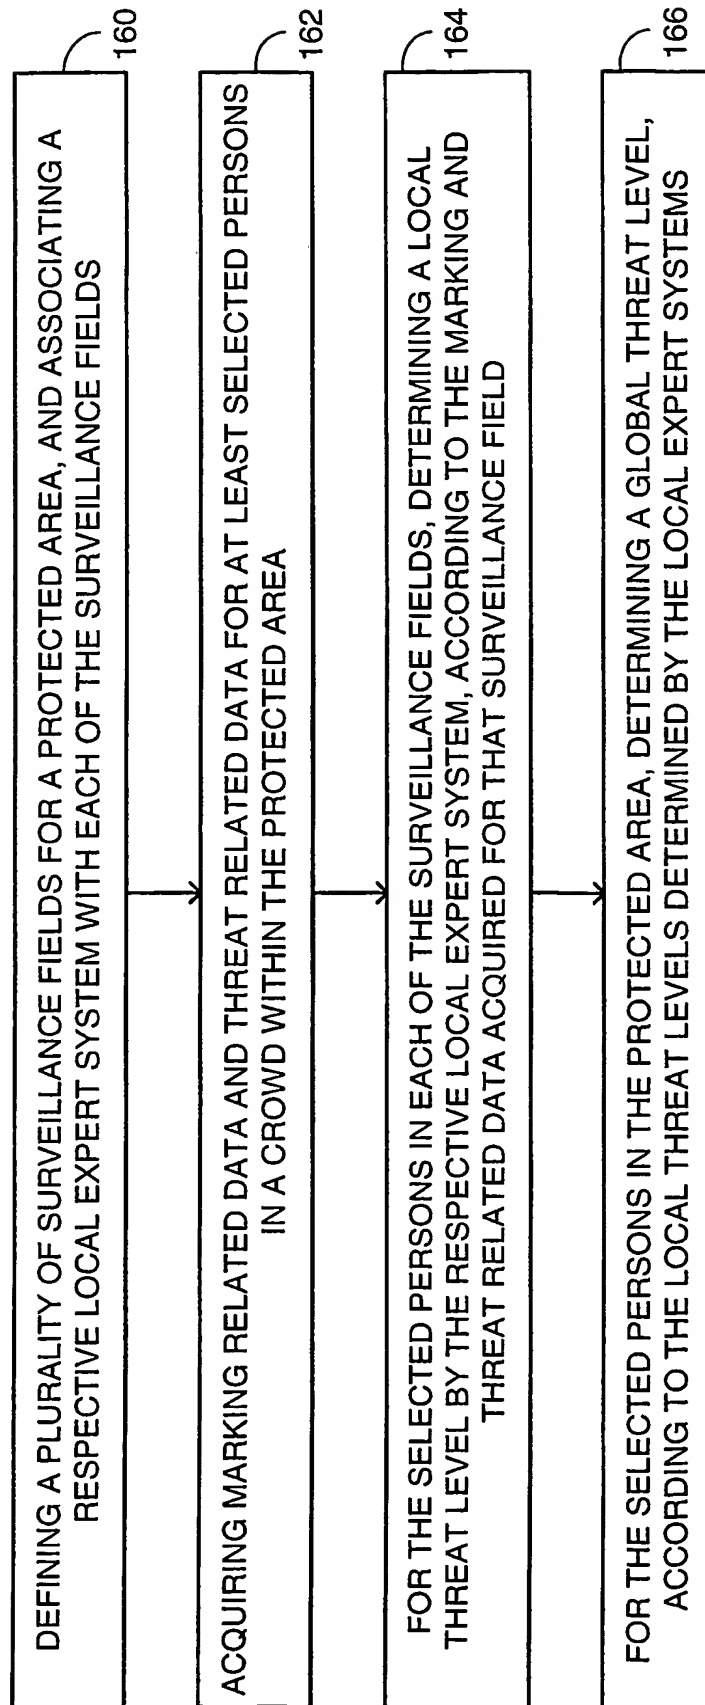 DEFINING A PLURALITY OF SURVEILLANCE FIELDS FOR A PROTECTED AREA, AND ASSOCIATING A
RESPECTIVE LOCAL EXPERT SYSTEM WITH EACH OF THE SURVEILLANCE FIELDS
160
ACQUIRING MARKING RELATED DATA AND THREAT RELATED DATA FOR AT LEAST SELECTED PERSONS
IN A CROWD WITHIN THE PROTECTED AREA
162
FOR THE SELECTED PERSONS IN EACH OF THE SURVEILLANCE FIELDS, DETERMINING A LOCAL
THREAT LEVEL BY THE RESPECTIVE LOCAL EXPERT SYSTEM, ACCORDING TO THE MARKING AND
THREAT RELATED DATA ACQUIRED FOR THAT SURVEILLANCE FIELD
164
FOR THE SELECTED PERSONS IN THE PROTECTED AREA, DETERMINING A GLOBAL THREAT LEVEL,
ACCORDING TO THE LOCAL THREAT LEVELS DETERMINED BY THE LOCAL EXPERT SYSTEMS
166